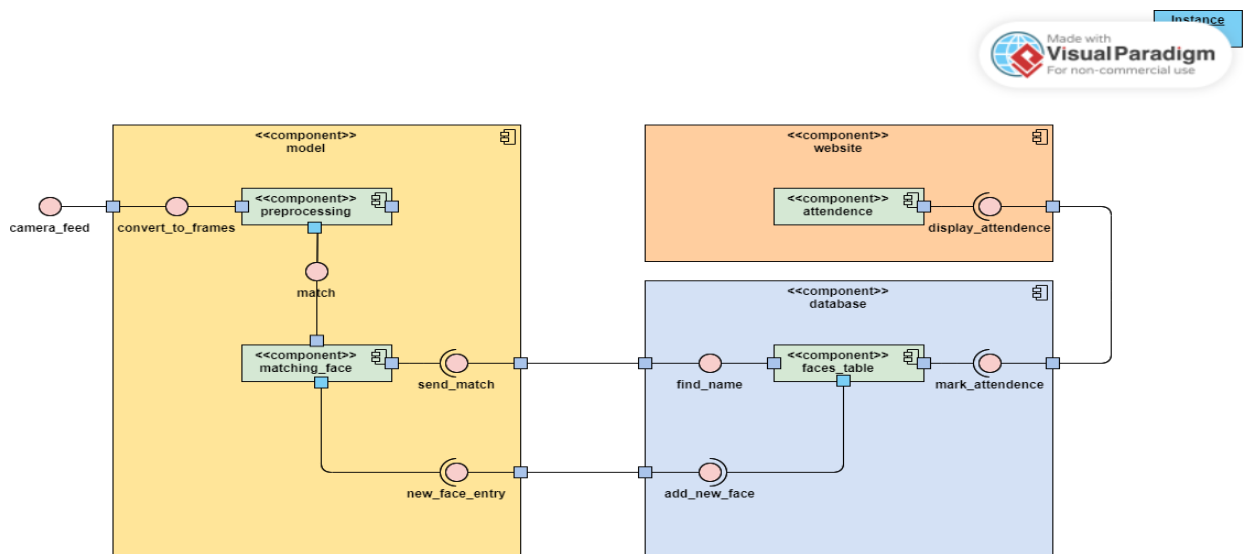 Instance
Made with
Visual Paradigm
For non-commercial use
<<component>>
model
<<component>>
website
<<component>>
preprocessing
<<component>>
attendence
camera_feed
convert_to_frames
display_attendence
match
<<component>>
database
<<component>>
matching_face
send_match
find_name
<<component>>
faces_table
mark_attendence
new_face_entry
add_new_face